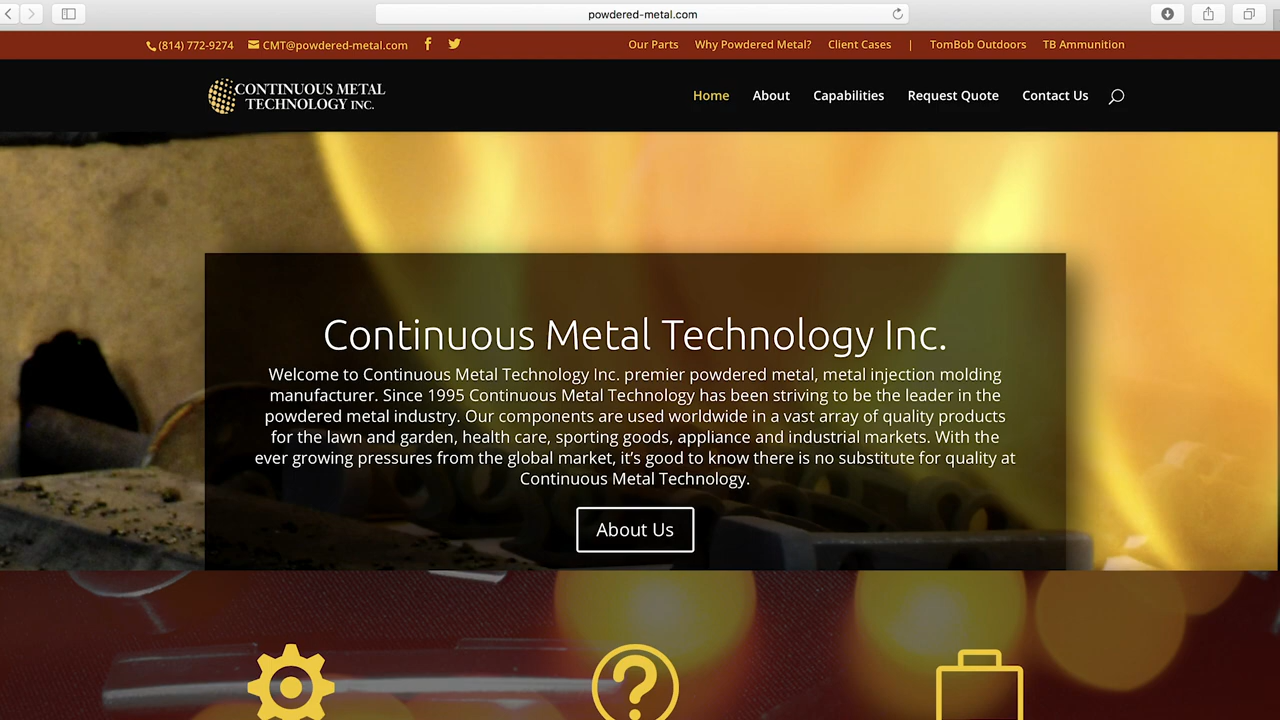 powdered-metal.com
(814) 772-9274 CMT@powdered-metal.com Our Parts Why Powdered Metal? Client Cases | TomBob Outdoors TB Ammunition
CONTINUOUS METAL
TECHNOLOGY INC.
Home About Capabilities Request Quote Contact Us
Continuous Metal Technology Inc.
Welcome to Continuous Metal Technology Inc. premier powdered metal, metal injection molding
manufacturer. Since 1995 Continuous Metal Technology has been striving to be the leader in the
powdered metal industry. Our components are used worldwide in a vast array of quality products
for the lawn and garden, health care, sporting goods, appliance and industrial markets. With the
ever growing pressures from the global market, it's good to know there is no substitute for quality at
Continuous Metal Technology.
About Us